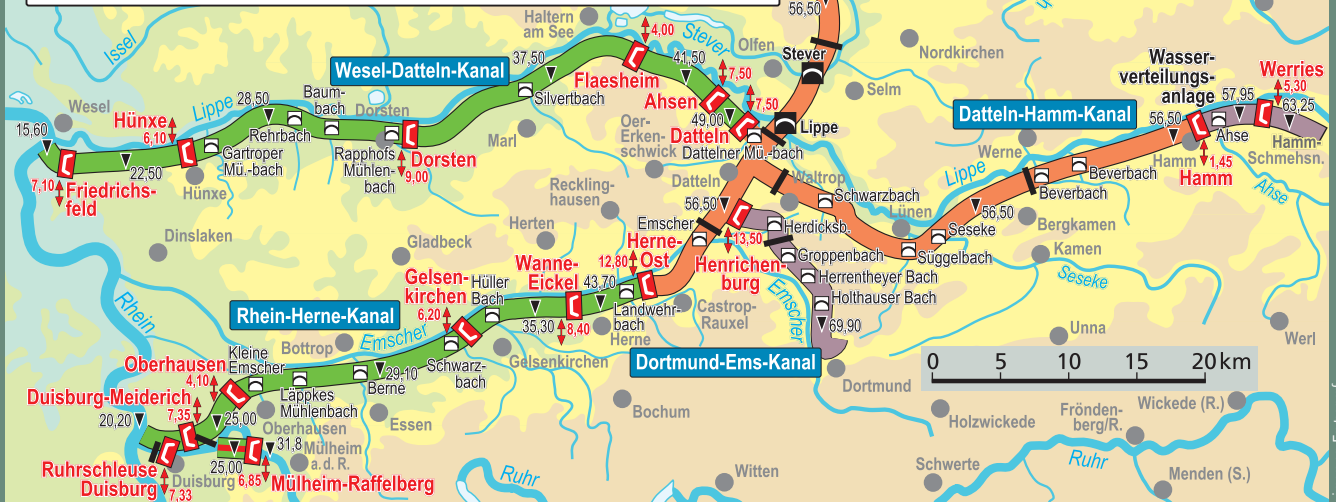 56,50
Haltern
am See
4,00
Stever
Olfen
Nordkirchen
Issel
Wesel-Datteln-Kanal
37,50
Flaesheim
41,50
7,50
Stever
Wasser-
verteilungs-
anlage
Werries
5,30
Selm
Wesel
Lippe
28,50
Baum-
bach
Dorsten
Silverbach
Ahsen
7,50
Datteln-Hamm-Kanal
57,95
63,25
15,60
Hünxe
6,10
Rehrbach
Marl
Oer-
Erken-
schwick
49,00
Datteln
Lippe
56,50
Ahse
Gartroper
Mü.-bach
Rapphofs
Mühlen-
bach
Dorsten
9,00
Dattelner Mü.-bach
Werne
Hamm
1,45
Hamm
Hamm-
Schmehsn.
22,50
7,10
Friedrichs-
feld
Hünxe
Reckling-
hausen
Datteln
Waltrop
Lippe
Beverbach
Beverbach
Ahse
56,50
Schwarzbach
Lünen
56,50
Bergkamen
Dinslaken
Gladbeck
Herten
Emscher
Herne-
Ost
12,80
13,50
Henrichen-
burg
Herdicksb.
Groppenbach
Seseke
Süggelbach
Kamen
Seseke
Gelsen-
kirchen
6,20
Hüller
Bach
Wanne-
Eickel
43,70
Herrentheyer Bach
Holthauser Bach
Emscher
69,90
Rhein
Rhein-Herne-Kanal
35,30
8,40
Landwehr-
bach
Herne
Castrop-
Rauxel
Unna
Werl
Bottrop
Emscher
Gelsenkirchen
Dortmund-Ems-Kanal
0
5
10
15
20 km
Oberhausen
4,10
Kleine
Emscher
Schwarz-
bach
29,10
Berne
Dortmund
Duisburg-Meiderich
7,35
Läppkes
Mühlenbach
20,20
25,00
Oberhausen
Essen
Bochum
Holzwickede
Frönden-
berg/R.
Wickede (R.)
31,8
Mülheim
a.d. R.
25,00
6,85
Mülheim-Raffelberg
Ruhrschleuse
Duisburg
7,33
Duisburg
Ruhr
Witten
Schwerte
Ruhr
Menden (S.)